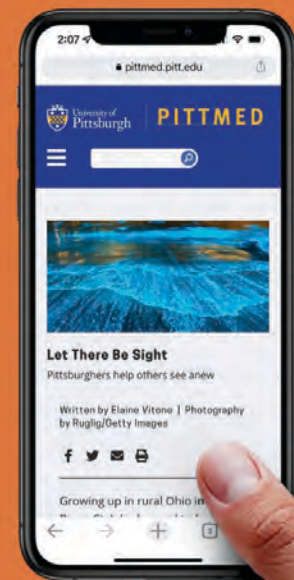 2:07
pittmed.pitt.edu
University of
Pittsburgh
PITTMED
Let There Be Sight
Pittsburghers help others see anew
Written by Elaine Vitone | Photography
by Ruglig/Getty Images
Growing up in rural Ohio in